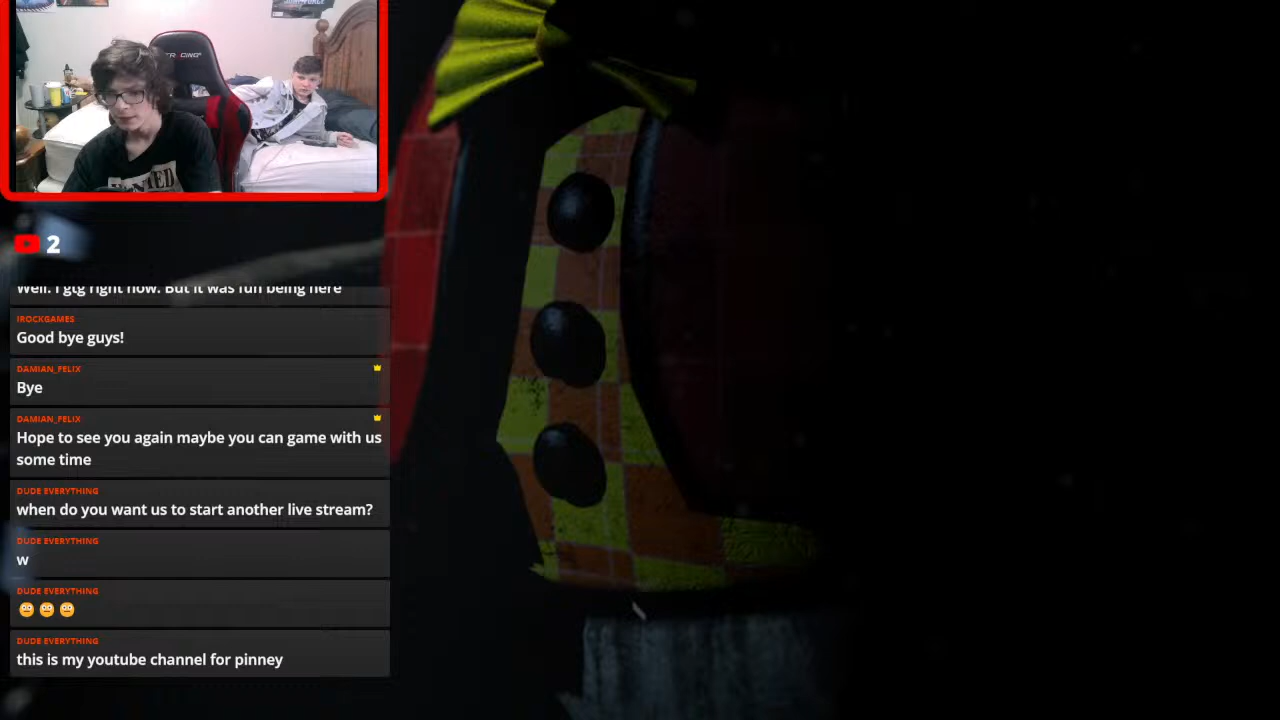 2
Well. I gtg right now. But it was fun being here
IROCKGAMES
Good bye guys!
DAMIAN_FELIX
Bye
DAMIAN_FELIX
Hope to see you again maybe you can game with us
some time
DUDE EVERYTHING
when do you want us to start another live stream?
DUDE EVERYTHING
w
DUDE EVERYTHING
😳 😳 😳
DUDE EVERYTHING
this is my youtube channel for pinney